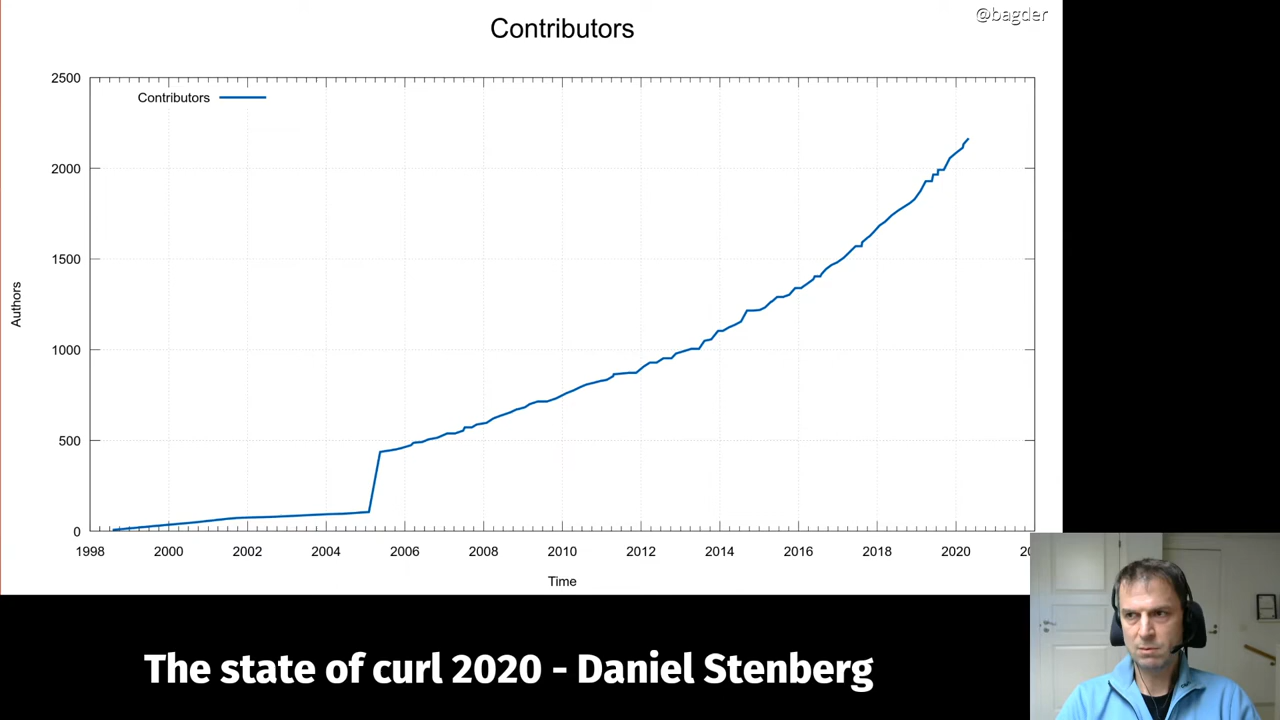 @bagder
Contributors
2500
Contributors
2000
1500
Authors
1000
500
0
1998 2000 2002 2004 2006 2008 2010 2012 2014 2016 2018 2020
Time
The state of curl 2020 - Daniel Stenberg